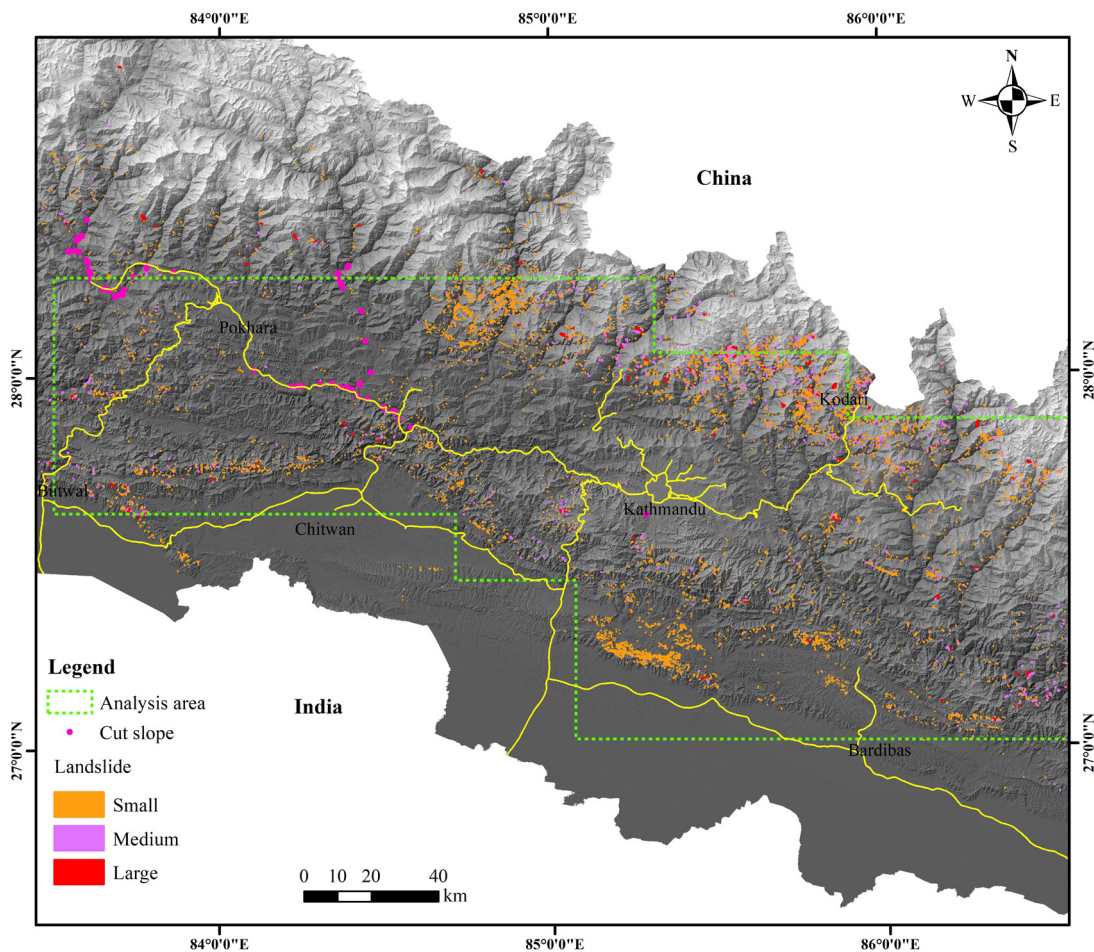 84°0'0"E 85°0'0"E 86°0'0"E
N
W E
S
China
Pokhara
28°0'0"N
28°0'0"N
Kodari
Butwal
Kathmandu
Chitwan
Legend
Analysis area
India
Cut slope
27°0'0"N
27°0'0"N
Bardibas
Landslide
Small
Medium
Large
0 10 20 40
km
84°0'0"E 85°0'0"E 86°0'0"E